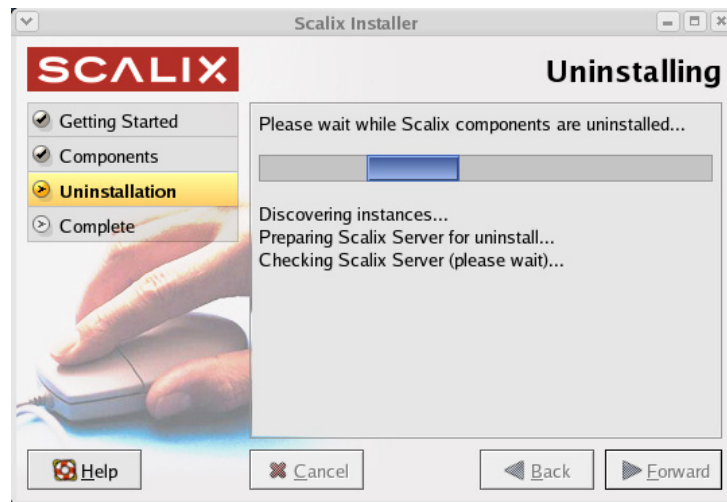 Scalix Installer
SCALIX
Uninstalling
Getting Started
Components
Uninstallation
Complete
Please wait while Scalix components are uninstalled...
Discovering instances...
Preparing Scalix Server for uninstall...
Checking Scalix Server (please wait)...
Help
Cancel
Back
Forward